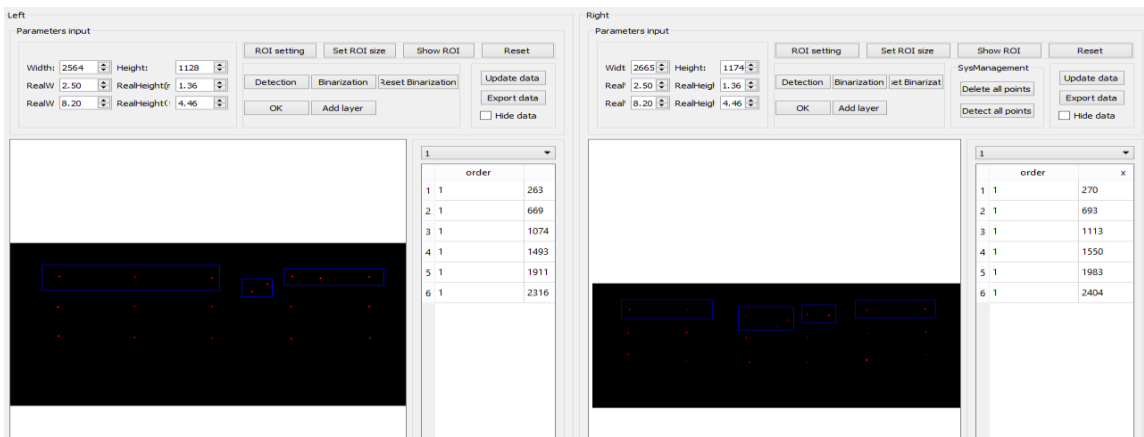 Left
Parameters input
ROI setting Set ROI size Show ROI Reset
Width: 2564 Height: 1128
RealW 2.50 RealHeight(r 1.36
RealW 8.20 RealHeight( 4.46
Detection Binarization Reset Binarization
OK Add layer
Update data
Export data
Hide data
1
order
1 1 263
2 1 669
3 1 1074
4 1 1493
5 1 1911
6 1 2316
Right
Parameters input
ROI setting Set ROI size Show ROI Reset
Widt 2665 Height: 1174
Real 2.50 RealHeigl 1.36
Real 8.20 RealHeigl 4.46
Detection Binarization et Binarizat
OK Add layer
SysManagement
Delete all points
Detect all points
Update data
Export data
Hide data
1
order x
1 1 270
2 1 693
3 1 1113
4 1 1550
5 1 1983
6 1 2404